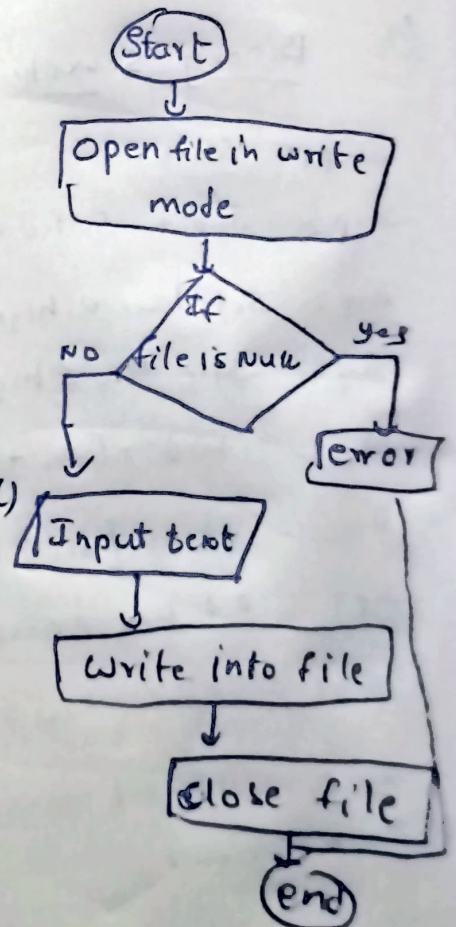 Start
Open file in write
mode
If
file is NULL
NO
yes
error
Input text
write into file
close file
end